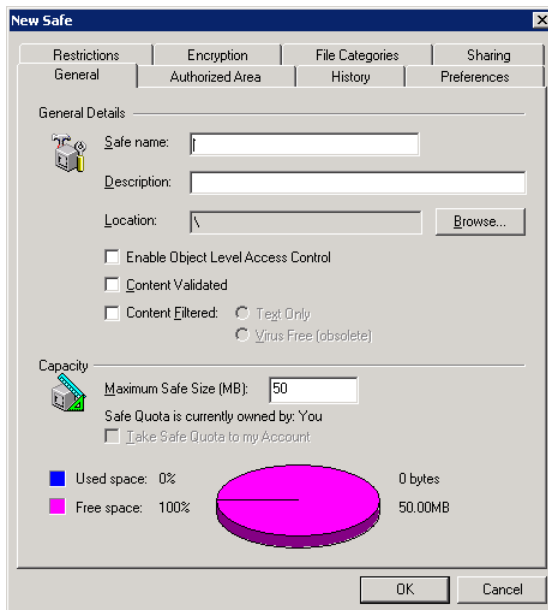 New Safe
Restrictions Encryption File Categories Sharing
General Authorized Area History Preferences
General Details
Safe name:
Description:
Location: \ Browse...
Enable Object Level Access Control
Content Validated
Content Filtered: Text Only
Virus Free (obsolete)
Capacity
Maximum Safe Size (MB): 50
Safe Quota is currently owned by: You
Take Safe Quota to my Account
Used space: 0% 0 bytes
Free space: 100% 50.00MB
OK Cancel